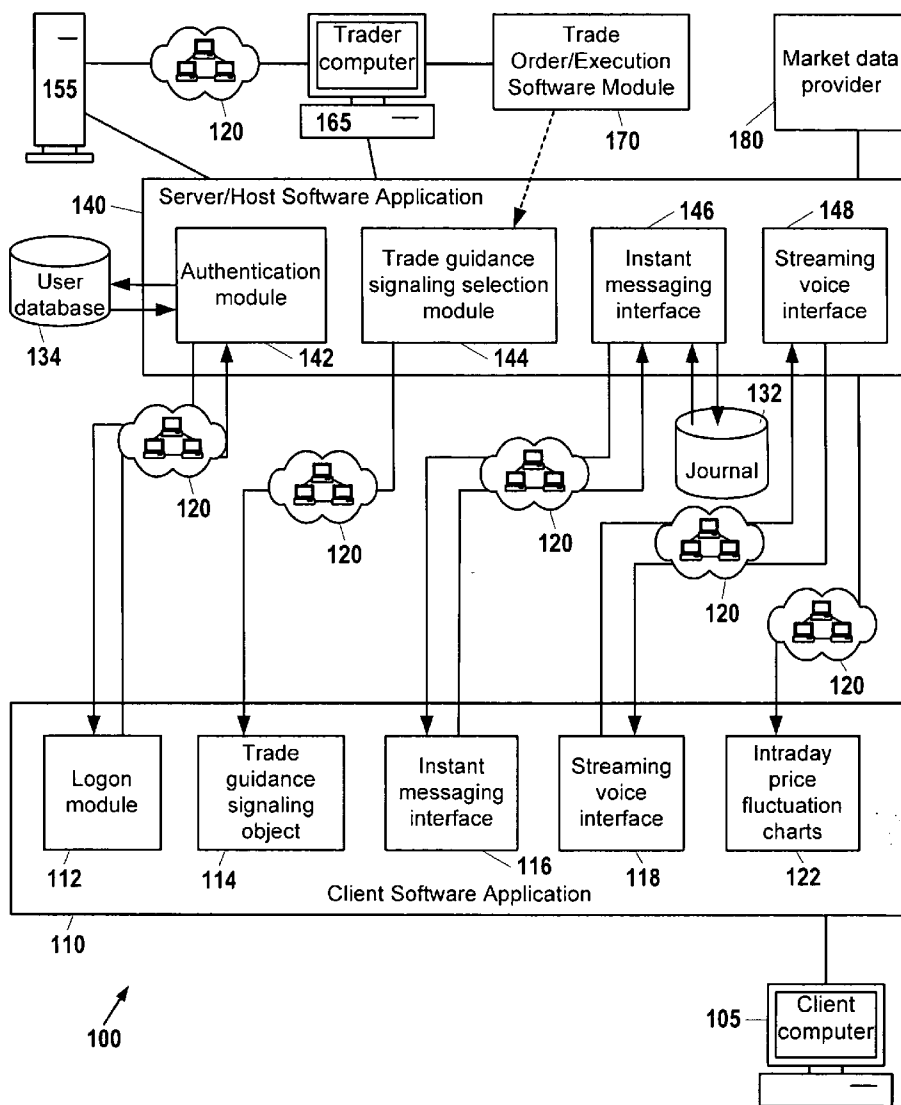 155
120
Trader
computer
165
Trade
Order/Execution
Software Module
170
Market data
provider
180
140
Server/Host Software Application
146
148
User
database
134
Authentication
module
142
Trade guidance
signaling selection
module
144
Instant
messaging
interface
Streaming
voice
interface
132
Journal
120
120
120
120
120
Logon
module
112
Trade
guidance
signaling
object
114
Instant
messaging
interface
116
Streaming
voice
interface
118
Intraday
price
fluctuation
charts
122
Client Software Application
110
100
105
Client
computer